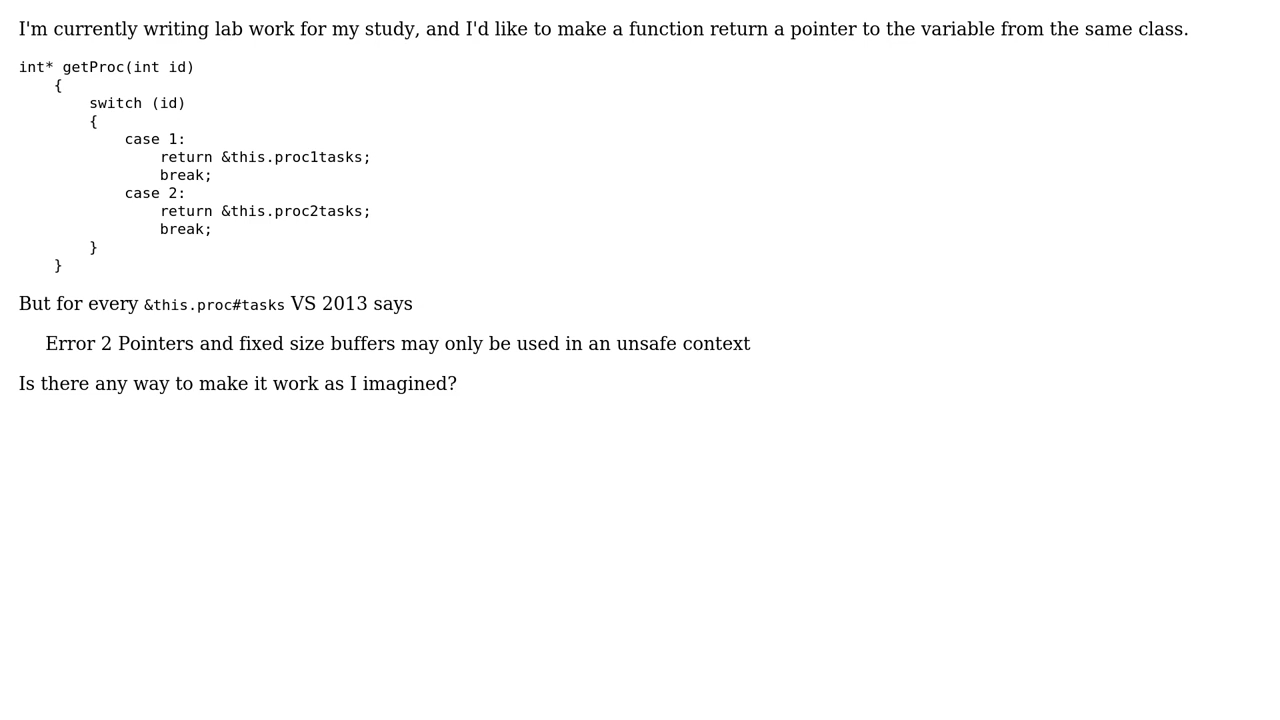 I'm currently writing lab work for my study, and I'd like to make a function return a pointer to the variable from the same class.
int* getProc(int id)
    {
        switch (id)
        {
            case 1:
                return &this.proc1tasks;
                break;
            case 2:
                return &this.proc2tasks;
                break;
        }
    }
But for every &this.proc#tasks VS 2013 says
Error 2 Pointers and fixed size buffers may only be used in an unsafe context
Is there any way to make it work as I imagined?